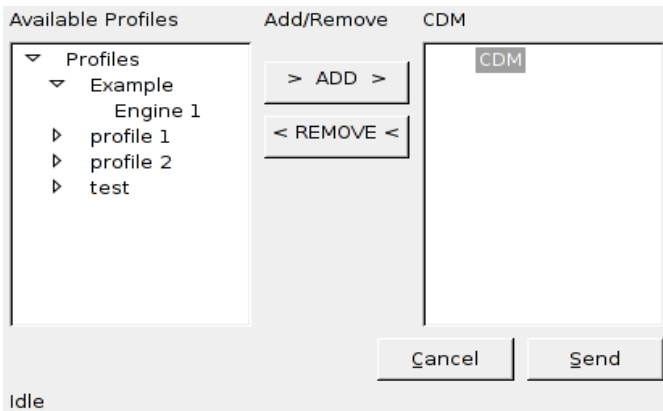 Available Profiles
Add/Remove
CDM
Profiles
Example
Engine 1
profile 1
profile 2
test
> ADD >
< REMOVE <
CDM
Cancel
Send
Idle